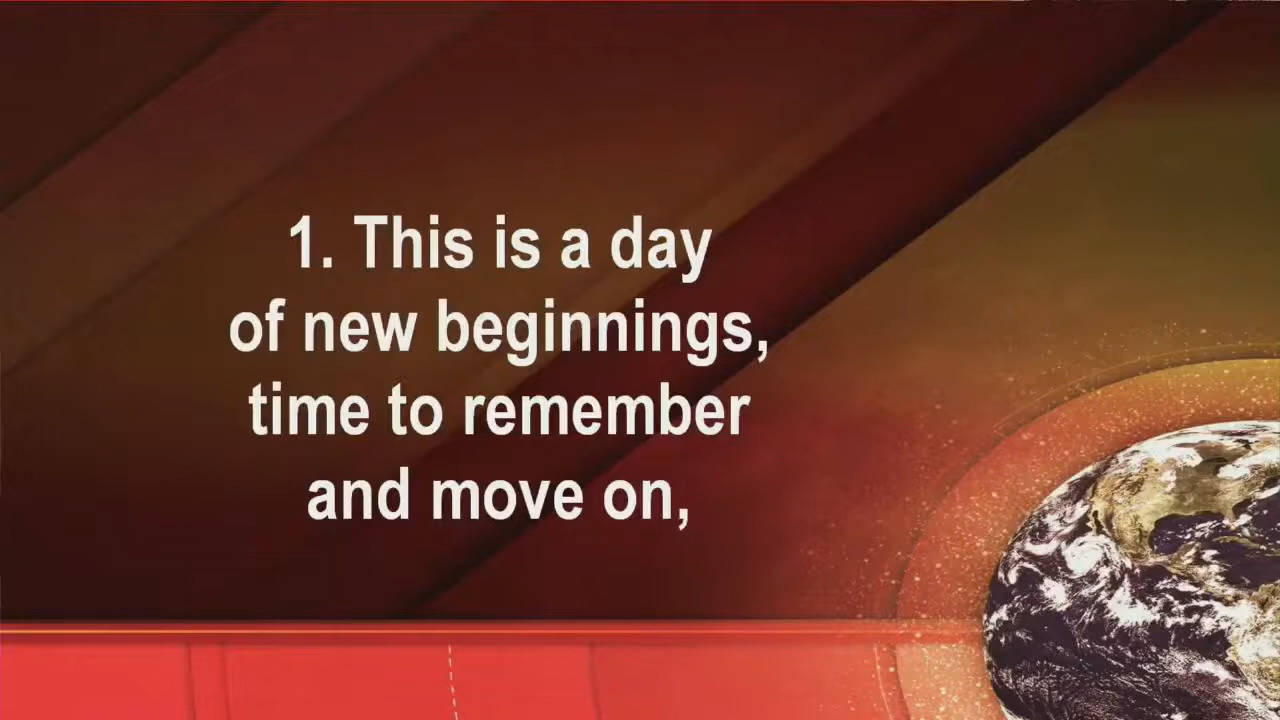 1. This is a day
of new beginnings,
time to remember
and move on,